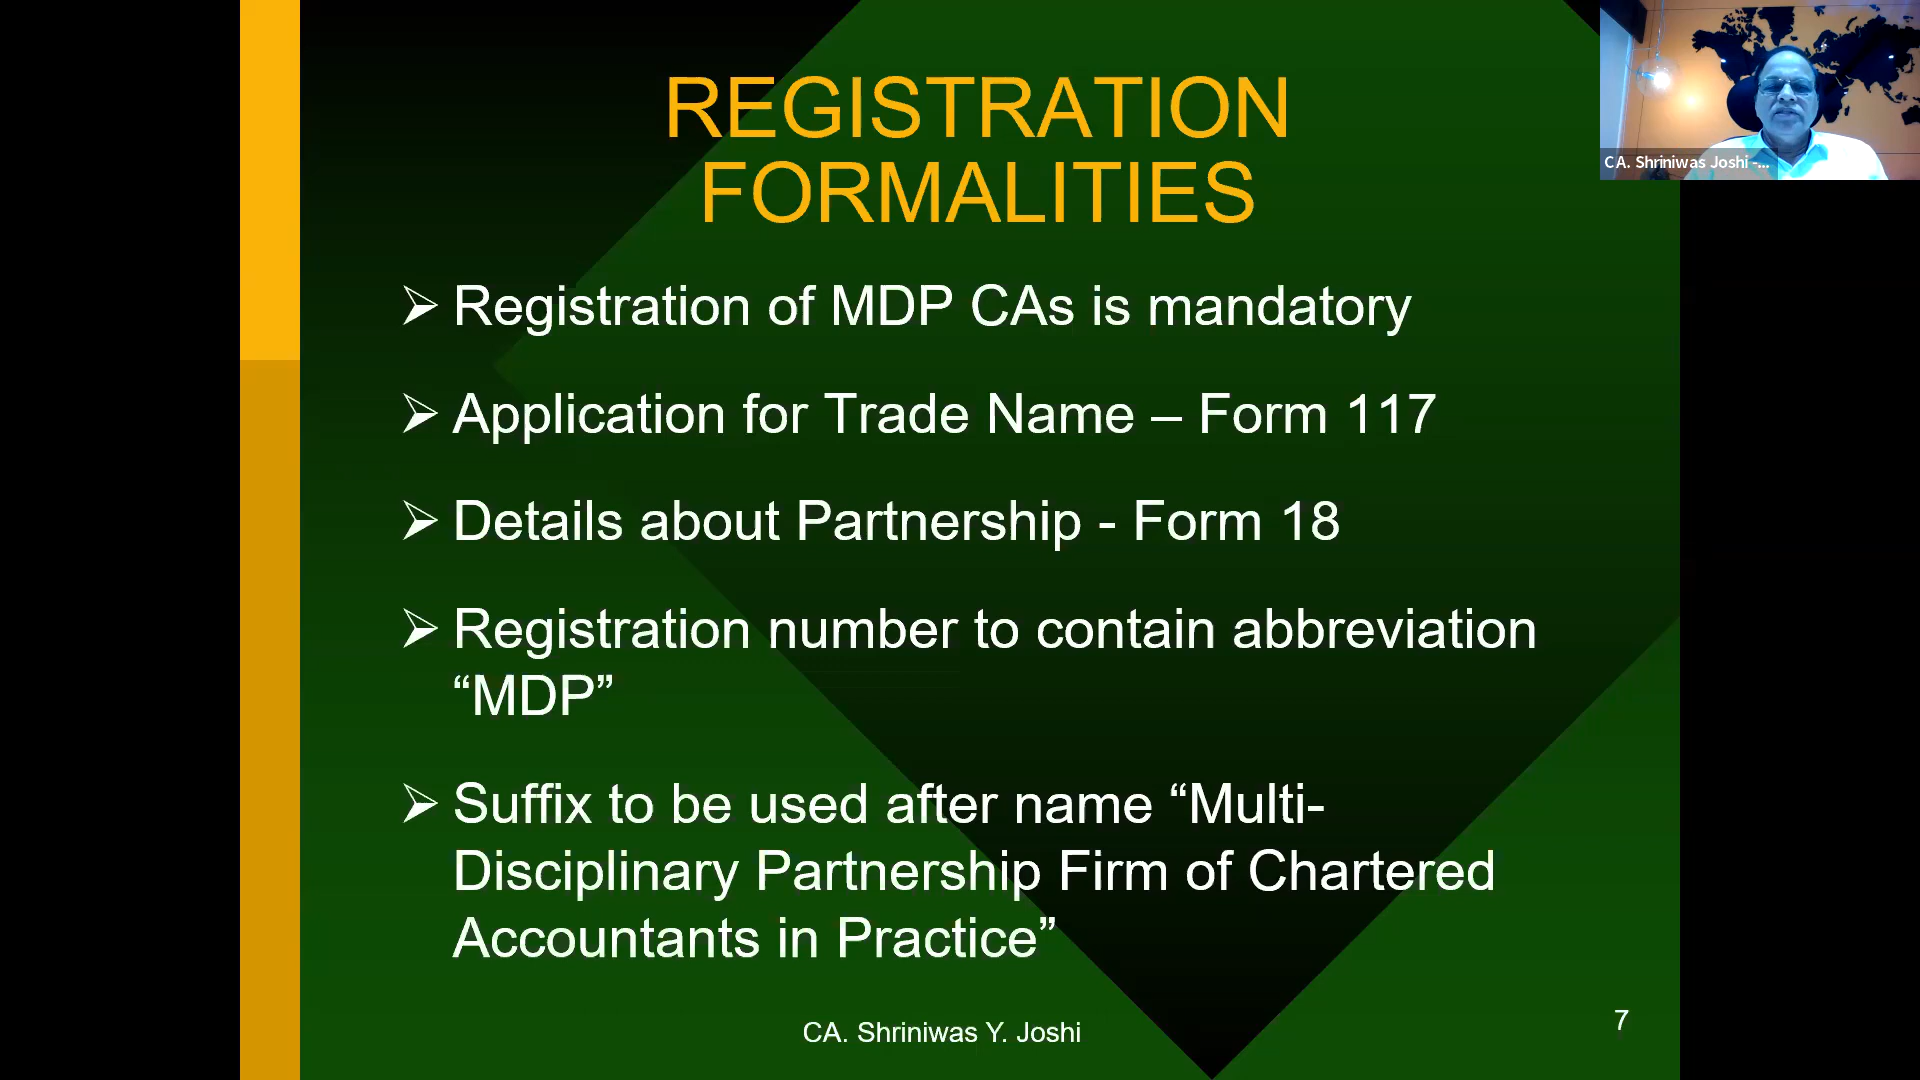 REGISTRATION
FORMALITIES
CA. Shriniwas Joshi -...
➢ Registration of MDP CAs is mandatory
➢ Application for Trade Name – Form 117
➢ Details about Partnership - Form 18
➢ Registration number to contain abbreviation
“MDP”
➢ Suffix to be used after name “Multi-
Disciplinary Partnership Firm of Chartered
Accountants in Practice”
CA. Shriniwas Y. Joshi
7